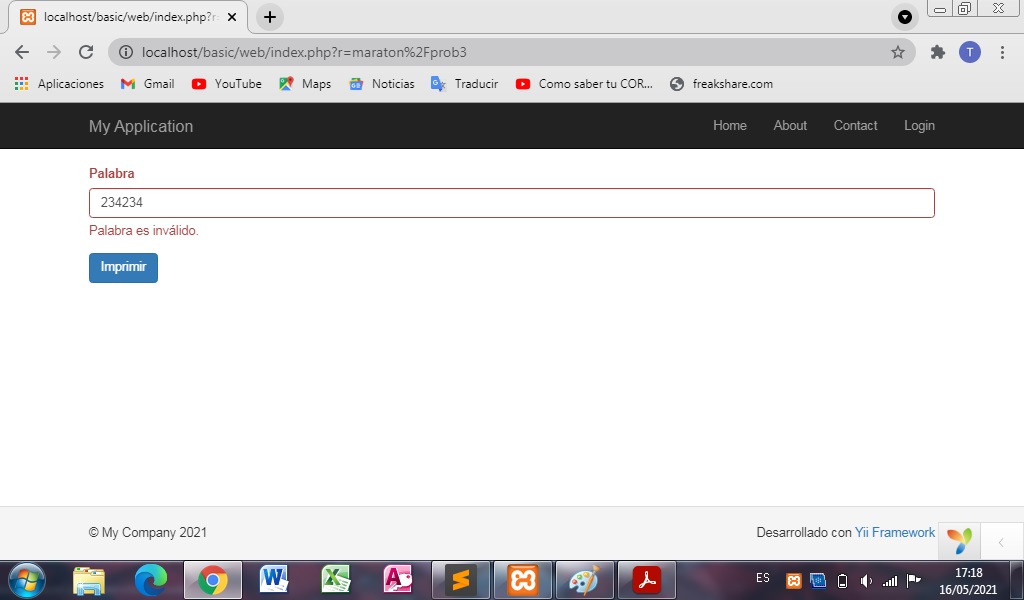 localhost/basic/web/index.php?r=
localhost/basic/web/index.php?r=maraton%2Fprob3
T
Aplicaciones Gmail YouTube Maps Noticias Traducir Como saber tu COR... freakshare.com
My Application Home About Contact Login
Palabra
234234
Palabra es inválido.
Imprimir
© My Company 2021 Desarrollado con Yii Framework
ES 17:18
16/05/2021